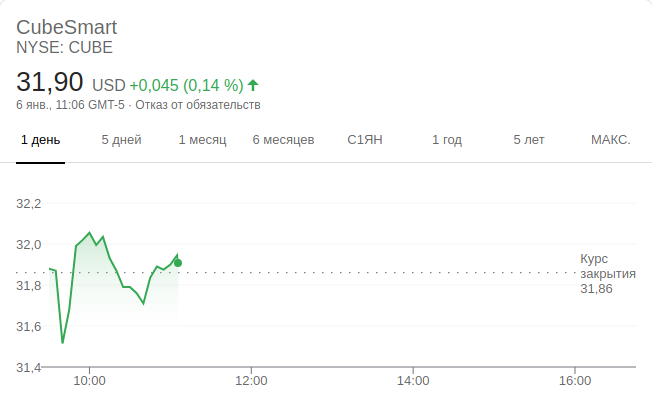 CubeSmart
NYSE: CUBE
31,90 USD +0,045 (0,14 %)
6 янв., 11:06 GMT-5 · Отказ от обязательств
1 день 5 дней 1 месяц 6 месяцев С1ЯН 1 год 5 лет МАКС.
32,2
32,0
Курс
закрытия
31,86
31,8
31,6
31,4
10:00 12:00 14:00 16:00